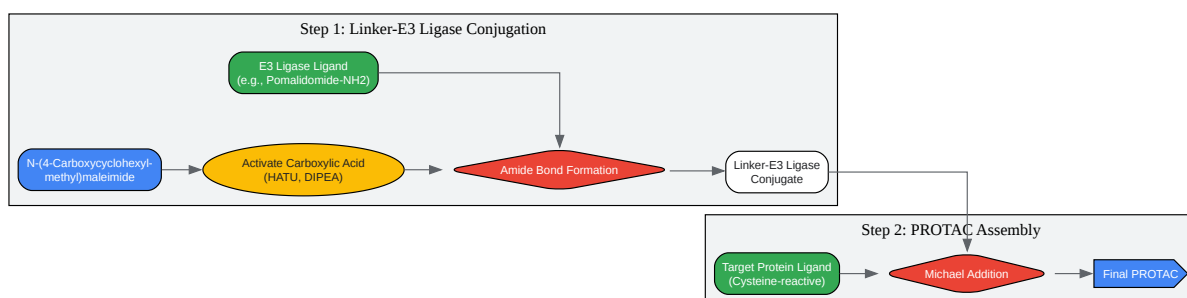 Step 1: Linker-E3 Ligase Conjugation
E3 Ligase Ligand
(e.g., Pomalidomide-NH2)
N-(4-Carboxycyclohexyl-
methyl)maleimide
Activate Carboxylic Acid
(HATU, DIPEA)
Amide Bond Formation
Linker-E3 Ligase
Conjugate
Step 2: PROTAC Assembly
Target Protein Ligand
(Cysteine-reactive)
Michael Addition
Final PROTAC